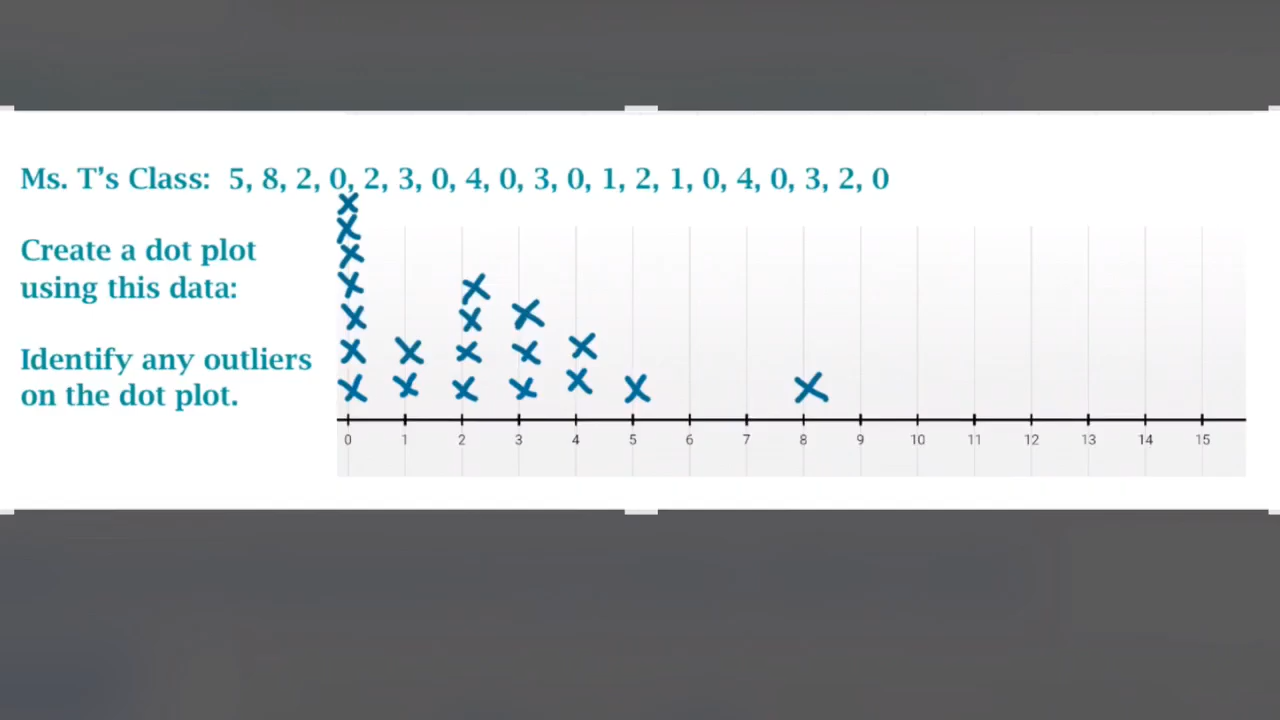 Ms. T's Class: 5, 8, 2, 0, 2, 3, 0, 4, 0, 3, 0, 1, 2, 1, 0, 4, 0, 3, 2, 0
Create a dot plot
using this data:
Identify any outliers
on the dot plot.
0 1 2 3 4 5 6 7 8 9 10 11 12 13 14 15